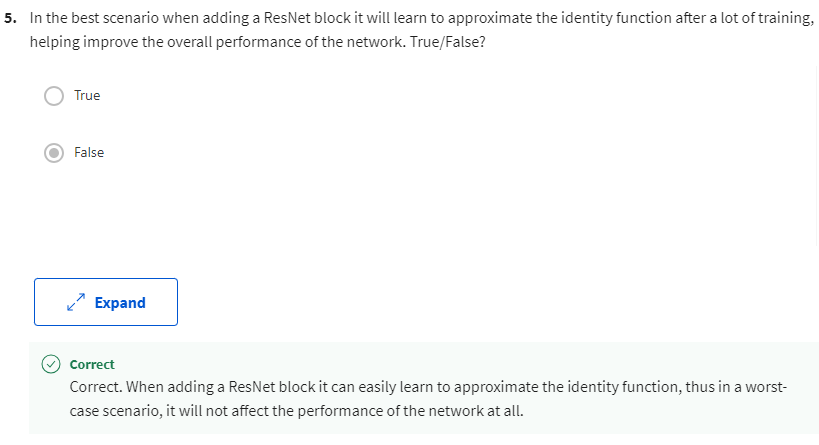 5. In the best scenario when adding a ResNet block it will learn to approximate the identity function after a lot of training,
helping improve the overall performance of the network. True/False?
True
False
Expand
Correct
Correct. When adding a ResNet block it can easily learn to approximate the identity function, thus in a worst-
case scenario, it will not affect the performance of the network at all.